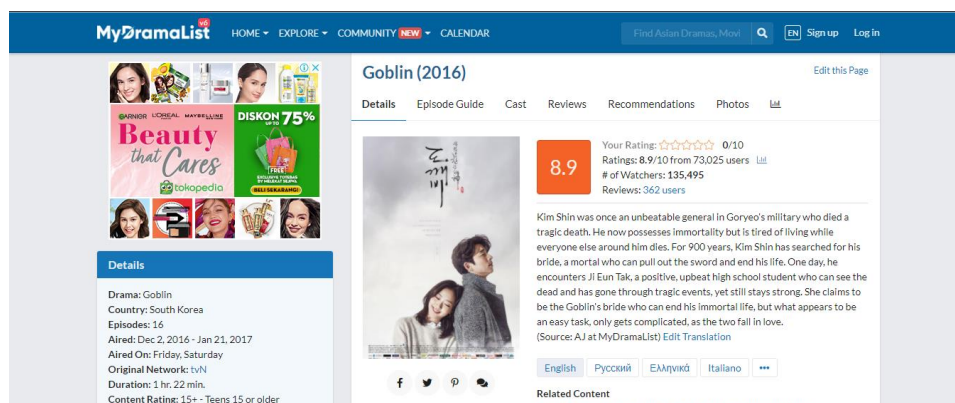 MyDramaList v6
HOME EXPLORE COMMUNITY NEW CALENDAR
Find Asian Dramas, Movi
EN Sign up Log in
GARNIER L'ORÉAL MAYBELLINE
Beauty
that Cares
tokopedia
DISKON UP TO 75%
FREE
BELI SEKARANG!
Goblin (2016)
Edit this Page
Details Episode Guide Cast Reviews Recommendations Photos
도깨비
8.9
Your Rating: 0/10
Ratings: 8.9/10 from 73,025 users
# of Watchers: 135,495
Reviews: 362 users
Kim Shin was once an unbeatable general in Goryeo's military who died a
tragic death. He now possesses immortality but is tired of living while
everyone else around him dies. For 900 years, Kim Shin has searched for his
bride, a mortal who can pull out the sword and end his life. One day, he
encounters Ji Eun Tak, a positive, upbeat high school student who can see the
dead and has gone through tragic events, yet still stays strong. She claims to
be the Goblin's bride who can end his immortal life, but what appears to be
an easy task, only gets complicated, as the two fall in love.
(Source: AJ at MyDramaList) Edit Translation
English Русский Ελληνικά Italiano •••
Related Content
Details
Drama: Goblin
Country: South Korea
Episodes: 16
Aired: Dec 2, 2016 - Jan 21, 2017
Aired On: Friday, Saturday
Original Network: tvN
Duration: 1 hr. 22 min.
Content Rating: 15+ - Teens 15 or older